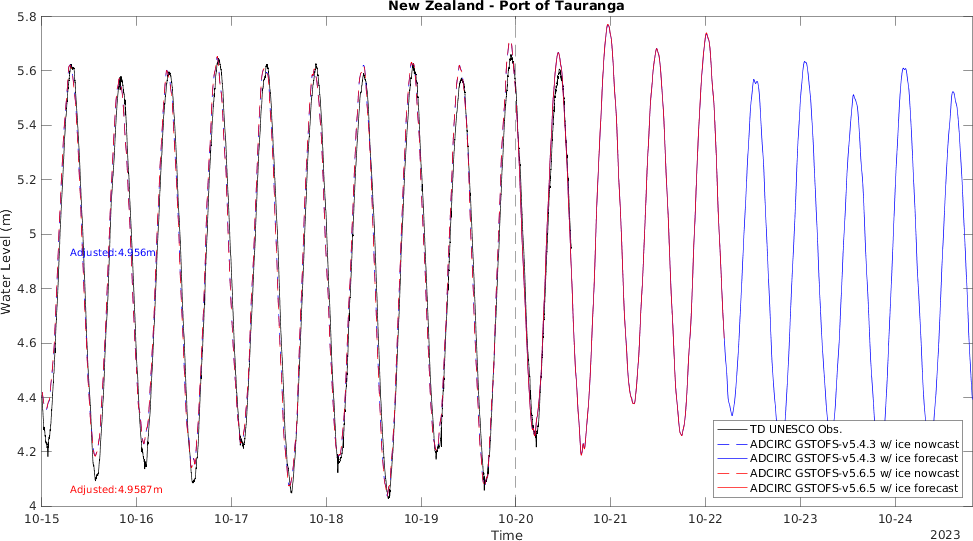 New Zealand - Port of Tauranga
5.8
5.6
5.4
5.2
5
4.8
4.6
4.4
4.2
4
Water Level (m)
Adjusted:4.956m
Adjusted:4.9587m
TD UNESCO Obs.
ADCIRC GSTOFS-v5.4.3 w/ ice nowcast
ADCIRC GSTOFS-v5.4.3 w/ ice forecast
ADCIRC GSTOFS-v5.6.5 w/ ice nowcast
ADCIRC GSTOFS-v5.6.5 w/ ice forecast
10-15 10-16 10-17 10-18 10-19 10-20 10-21 10-22 10-23 10-24
Time
2023